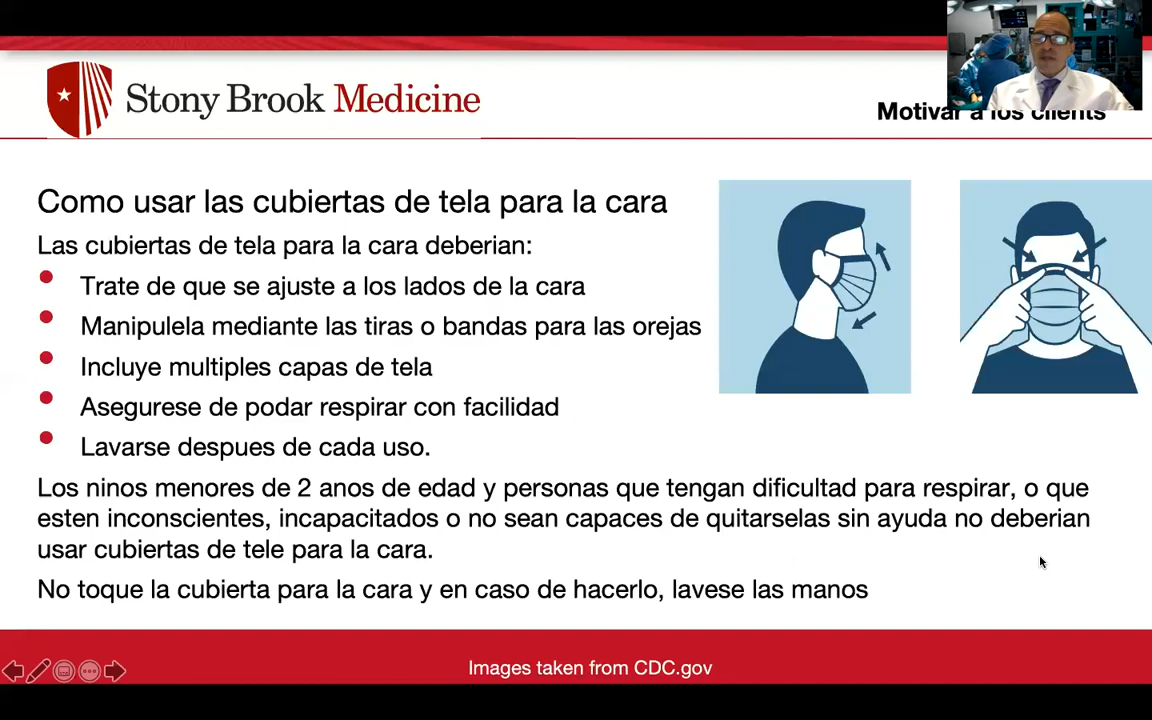 Stony Brook Medicine
Motivar a los clients
Como usar las cubiertas de tela para la cara
Las cubiertas de tela para la cara deberian:
Trate de que se ajuste a los lados de la cara
Manipulela mediante las tiras o bandas para las orejas
Incluye multiples capas de tela
Asegurese de podar respirar con facilidad
Lavarse despues de cada uso.
Los ninos menores de 2 anos de edad y personas que tengan dificultad para respirar, o que
esten inconscientes, incapacitados o no sean capaces de quitarselas sin ayuda no deberian
usar cubiertas de tele para la cara.
No toque la cubierta para la cara y en caso de hacerlo, lavese las manos
Images taken from CDC.gov